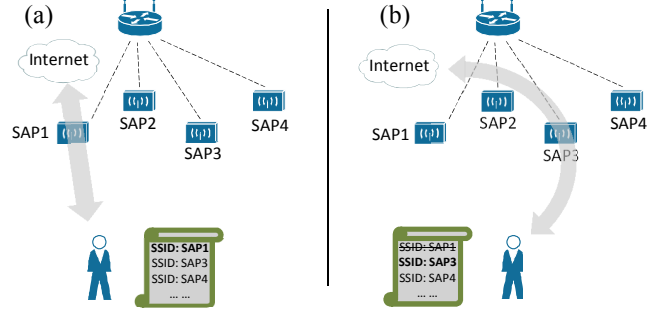 (a)
Internet
SAP1
SAP2
SAP3
SAP4
SSID: SAP1
SSID: SAP3
SSID: SAP4
... ...
(b)
Internet
SAP1
SAP2
SAP3
SAP4
SSID: SAP1
SSID: SAP3
SSID: SAP4
... ...